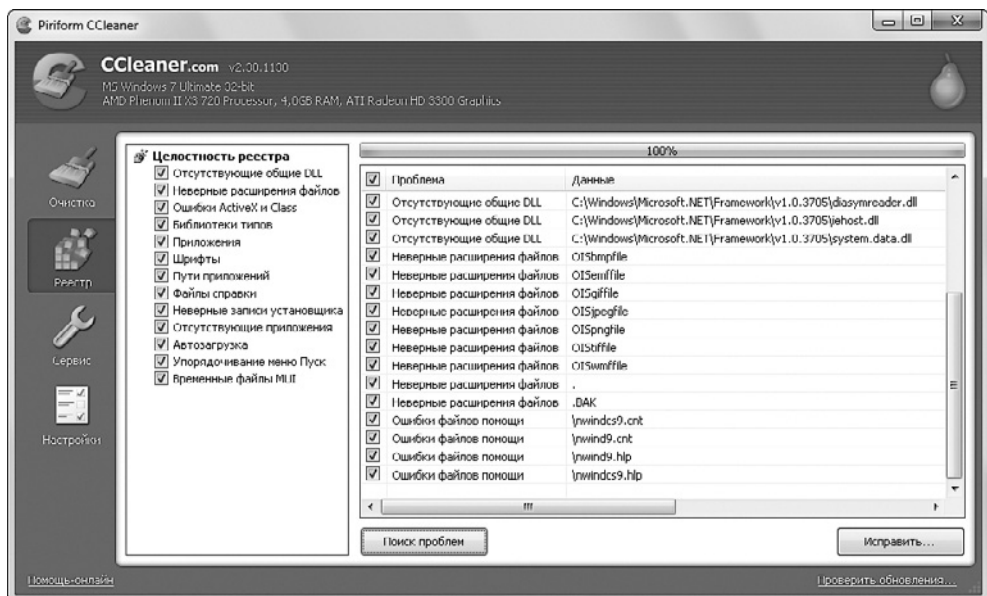 Piriform CCleaner
CCleaner.com v2.00.1100
MS Windows 7 Ultimate 32-bit
AMD Phenom II X3 720 Processor, 4,0GB RAM, ATI Radeon HD 3300 Graphics
Очистка
Реестр
Сервис
Настройки
Целостность реестра
Отсутствующие общие DLL
Неверные расширения файлов
Ошибки ActiveX и Class
Библиотеки типов
Приложения
Шрифты
Пути приложений
Файлы справки
Неверные записи установщика
Отсутствующие приложения
Автозагрузка
Упорядочивание меню Пуск
Временные файлы MUI
100%
Проблема Данные
Отсутствующие общие DLL C:\Windows\Microsoft.NET\Framework\v1.0.3705\diasymreader.dll
Отсутствующие общие DLL C:\Windows\Microsoft.NET\Framework\v1.0.3705\iehost.dll
Отсутствующие общие DLL C:\Windows\Microsoft.NET\Framework\v1.0.3705\system.data.dll
Неверные расширения файлов OISbmpfile
Неверные расширения файлов OISemffile
Неверные расширения файлов OISgiffile
Неверные расширения файлов OISjpegfile
Неверные расширения файлов OISpngfile
Неверные расширения файлов OIStiffile
Неверные расширения файлов OISwmffile
Неверные расширения файлов .
Неверные расширения файлов .BAK
Ошибки файлов помощи \nwindcs9.cnt
Ошибки файлов помощи \nwind9.cnt
Ошибки файлов помощи \nwind9.hlp
Ошибки файлов помощи \nwindcs9.hlp
Поиск проблем
Исправить...
Помощь-онлайн
Проверить обновления...